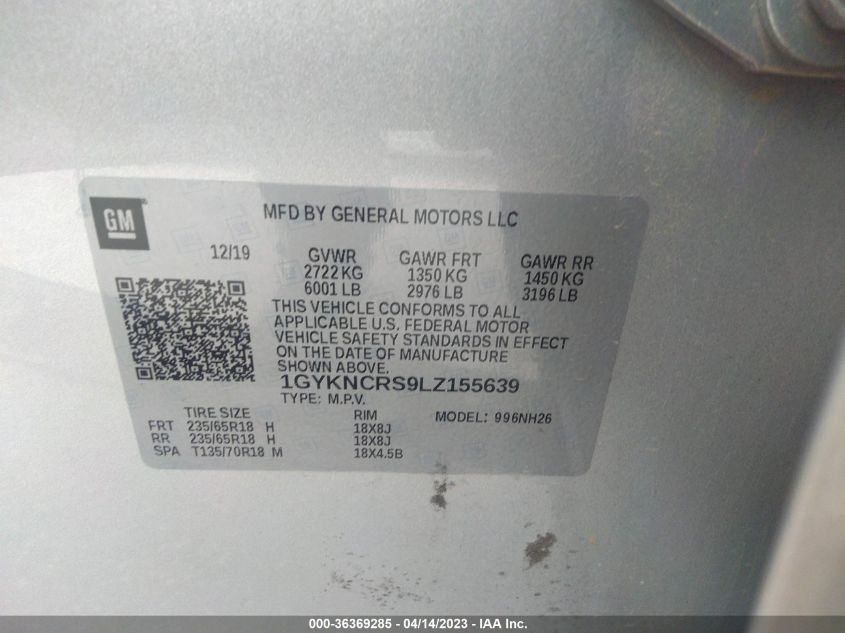 GM
MFD BY GENERAL MOTORS LLC
12/19
GVWR GAWR FRT GAWR RR
2722 KG 1350 KG 1450 KG
6001 LB 2976 LB 3196 LB
THIS VEHICLE CONFORMS TO ALL
APPLICABLE U.S. FEDERAL MOTOR
VEHICLE SAFETY STANDARDS IN EFFECT
ON THE DATE OF MANUFACTURE
SHOWN ABOVE.
1GYKNCRS9LZ155639
TYPE: M.P.V.
TIRE SIZE RIM MODEL: 996NH26
FRT 235/65R18 H 18X8J
RR 235/65R18 H 18X8J
SPA T135/70R18 M 18X4.5B
000-36369285 - 04/14/2023 - IAA Inc.